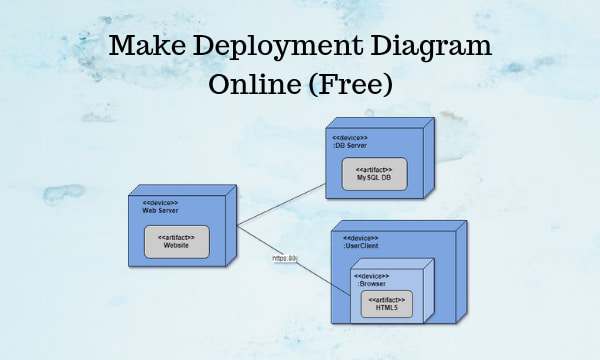 Make Deployment Diagram
Online (Free)
<<device>>
:DB Server
<<artifact>>
MySQL DB
<<device>>
Web Server
<<artifact>>
Website
<<device>>
:UserClient
https:80
<<device>>
:Browser
<<artifact>>
HTML5